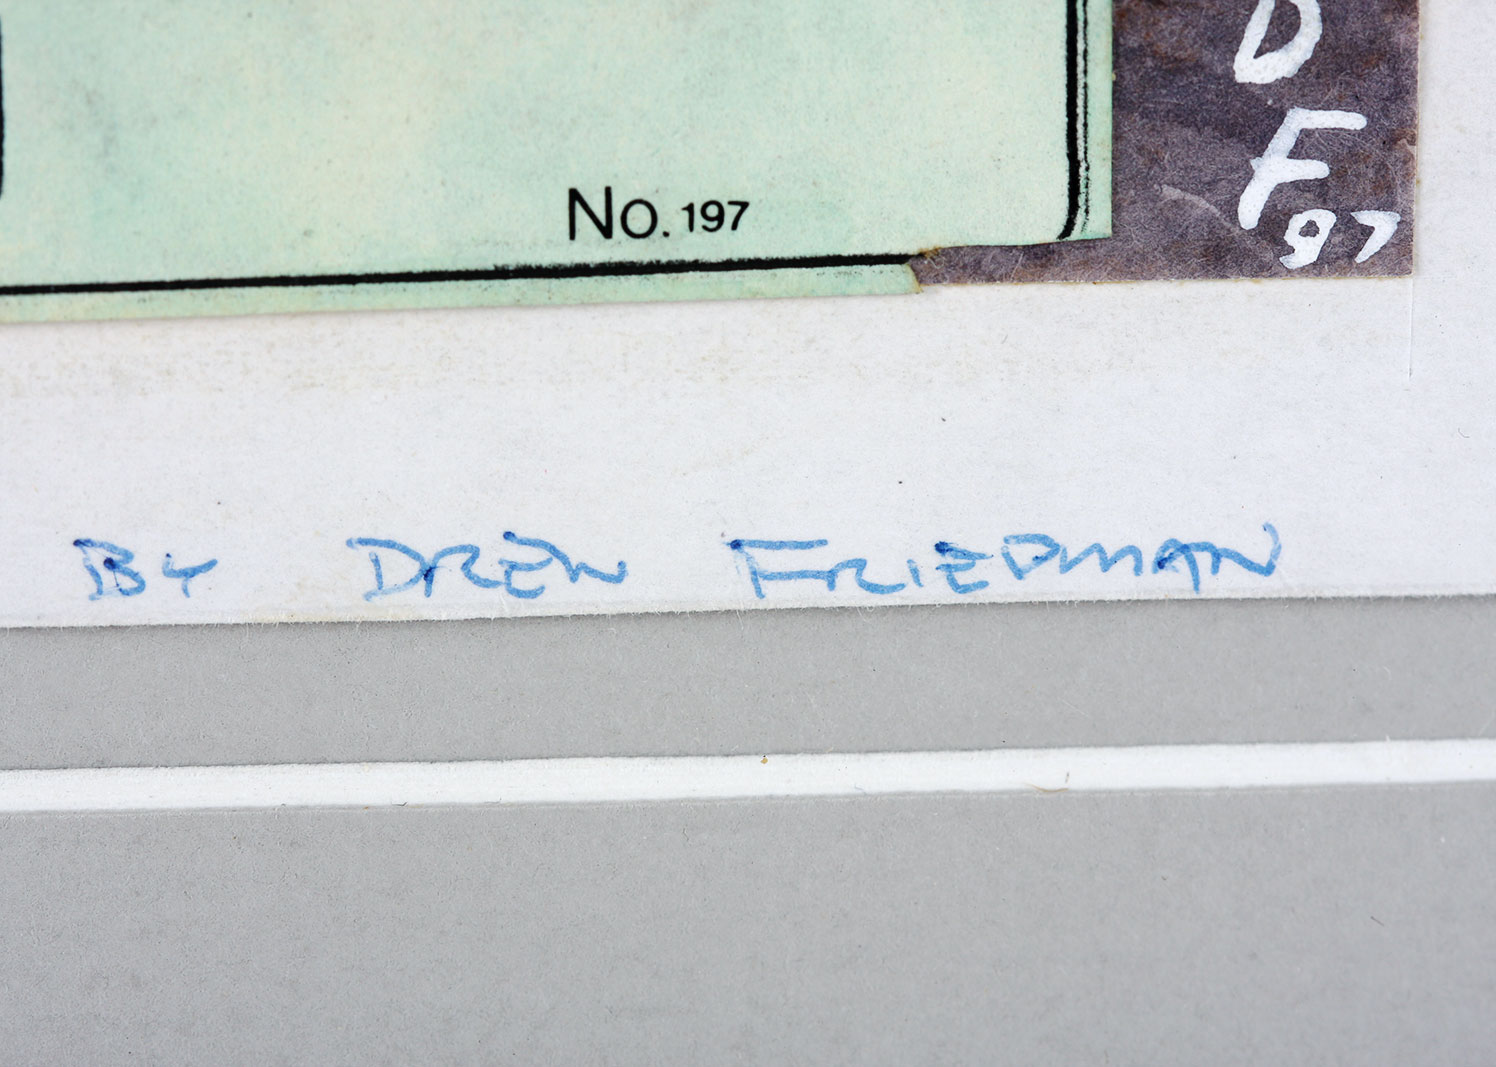 D
F
97
No. 197
BY DREW FRIEDMAN